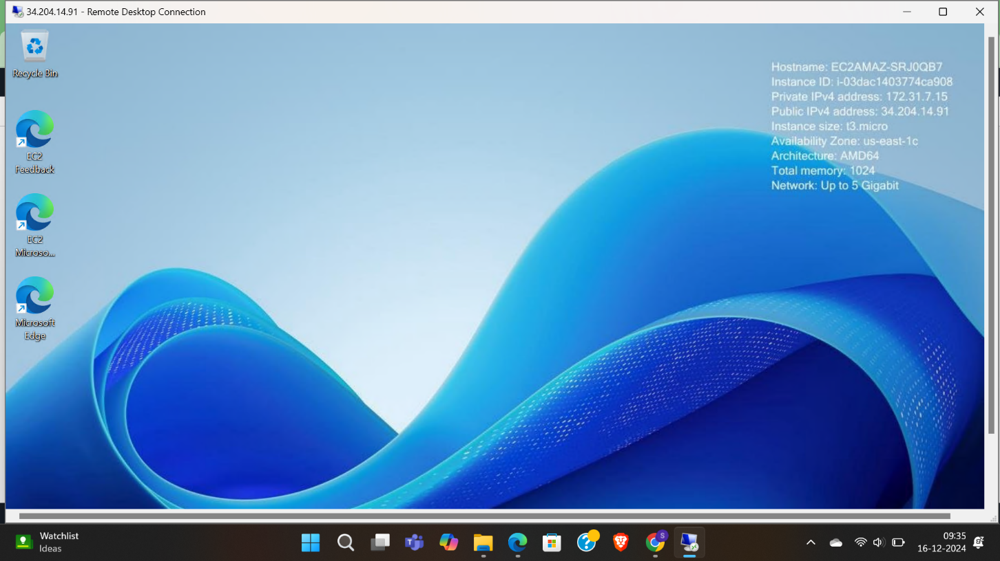 34.204.14.91 - Remote Desktop Connection
Recycle Bin
EC2
Feedback
EC2
Microso...
Microsoft
Edge
Hostname: EC2AMAZ-SRJ0QB7
Instance ID: i-03dac1403774ca908
Private IPv4 address: 172.31.7.15
Public IPv4 address: 34.204.14.91
Instance size: t3.micro
Availability Zone: us-east-1c
Architecture: AMD64
Total memory: 1024
Network: Up to 5 Gigabit
Watchlist
Ideas
S
09:35
16-12-2024